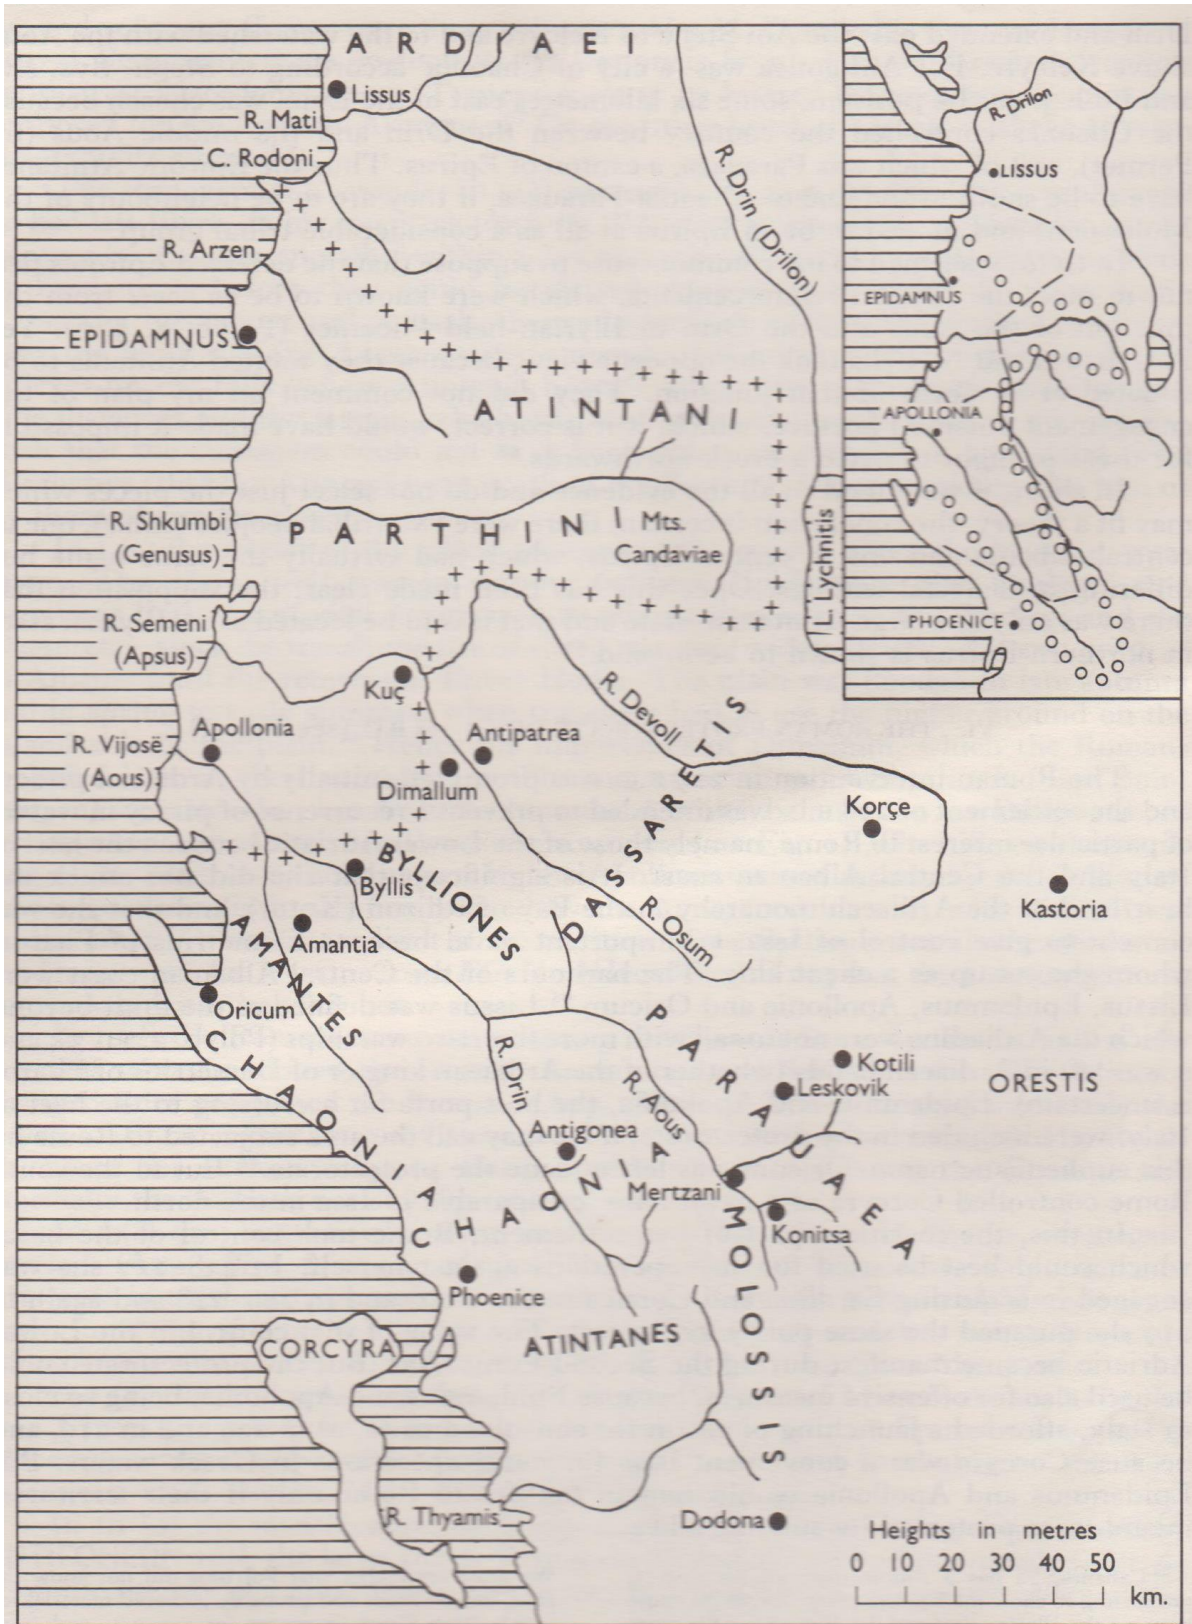 ARDIAEI
Lissus
R. Mati
C. Rodoni
R. Arzen
EPIDAMNUS
R. Drin (Drilon)
ATINTANI
R. Shkumbi
(Genusus)
PARTHINI
Mts.
Candaviae
L. Lychnitis
R. Semeni
(Apsus)
Kuç
R. Devoll
Apollonia
R. Vijosë
(Aous)
Antipatrea
Dimallum
DASSARETIS
Korçe
BYLLIONES
Byllis
Kastoria
AMANTES
Amantia
R. Osum
Oricum
CHAONIA
R. Drin
R. Aous
PARAUAEA
Kotili
Leskovik
ORESTIS
Antigonea
CHAONIA
Mertzani
Konitsa
MOLOSSIS
Phoenice
CORCYRA
ATINTANES
R. Thyamis
Dodona
Heights in metres
0 10 20 30 40 50
km.
R. Drilon
LISSUS
EPIDAMNUS
APOLLONIA
PHOENICE